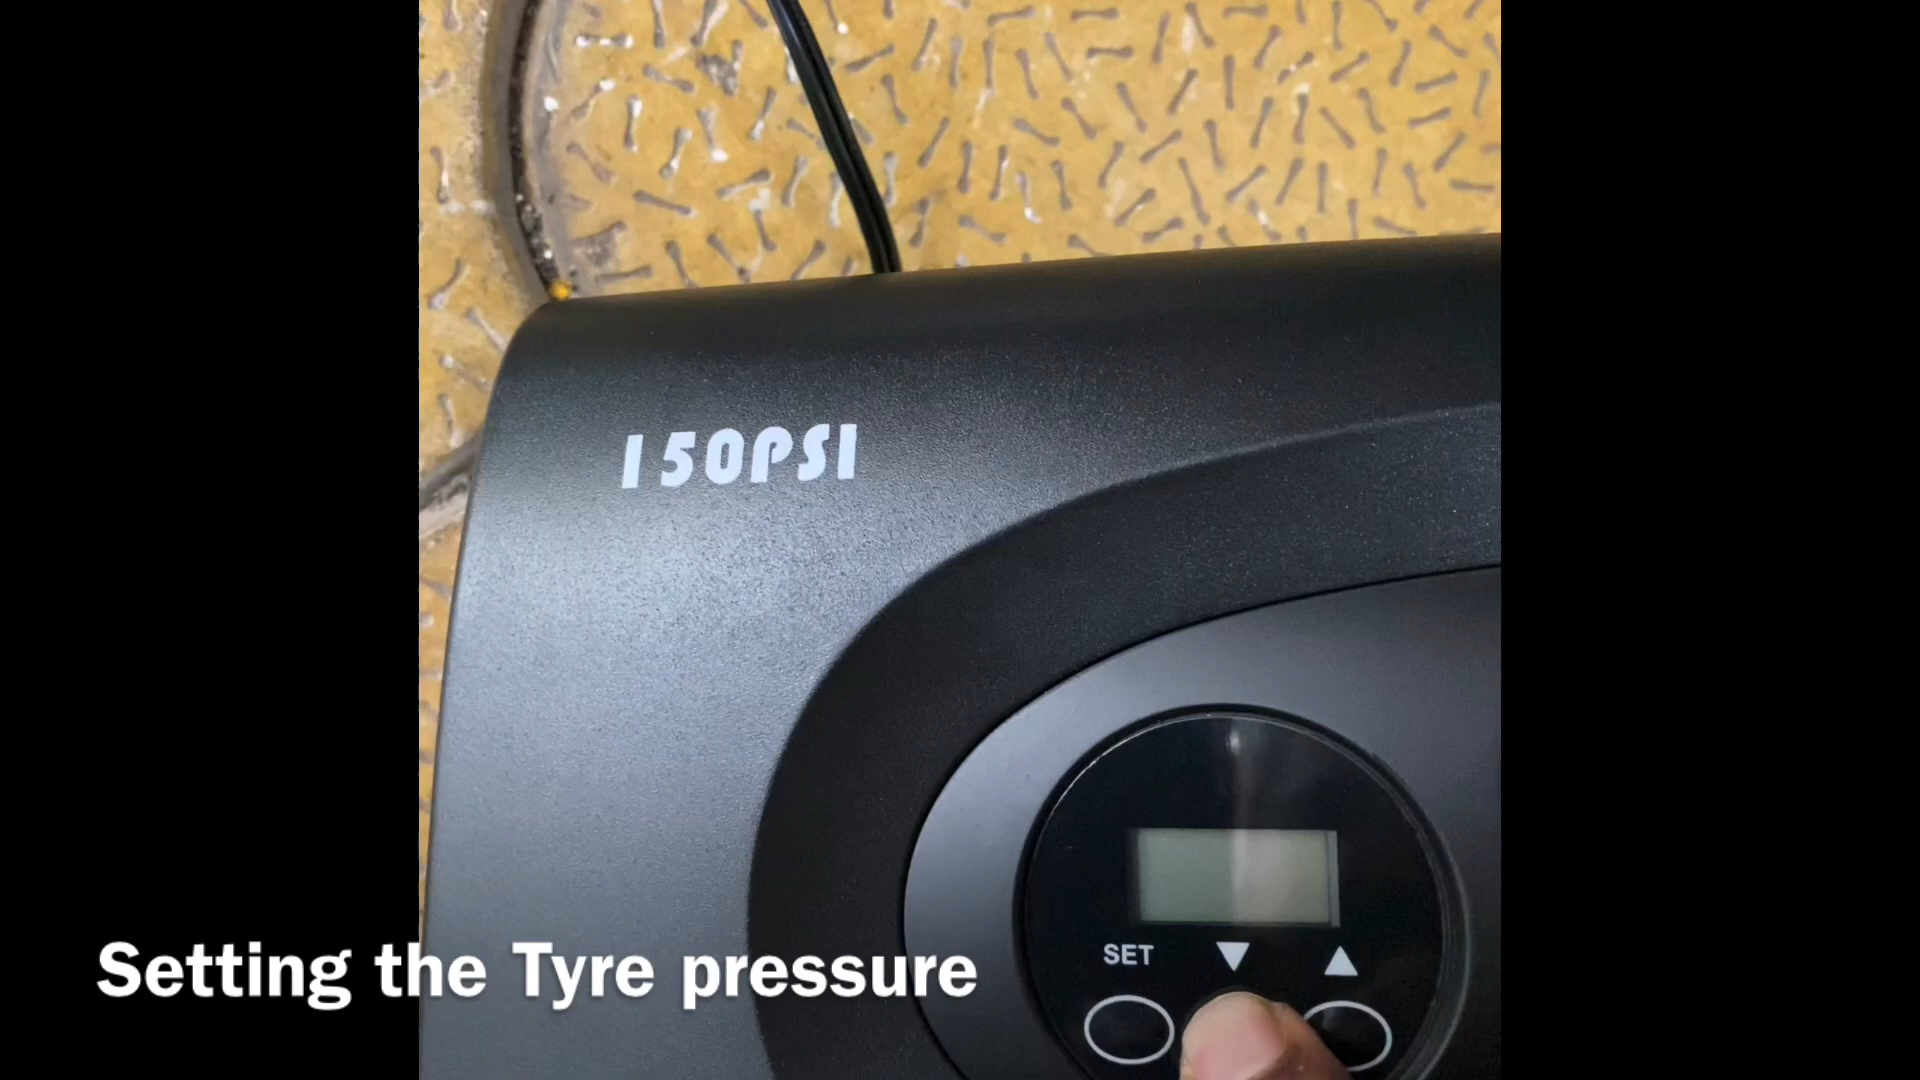 150PSI
SET ▼ ▲
Setting the Tyre pressure